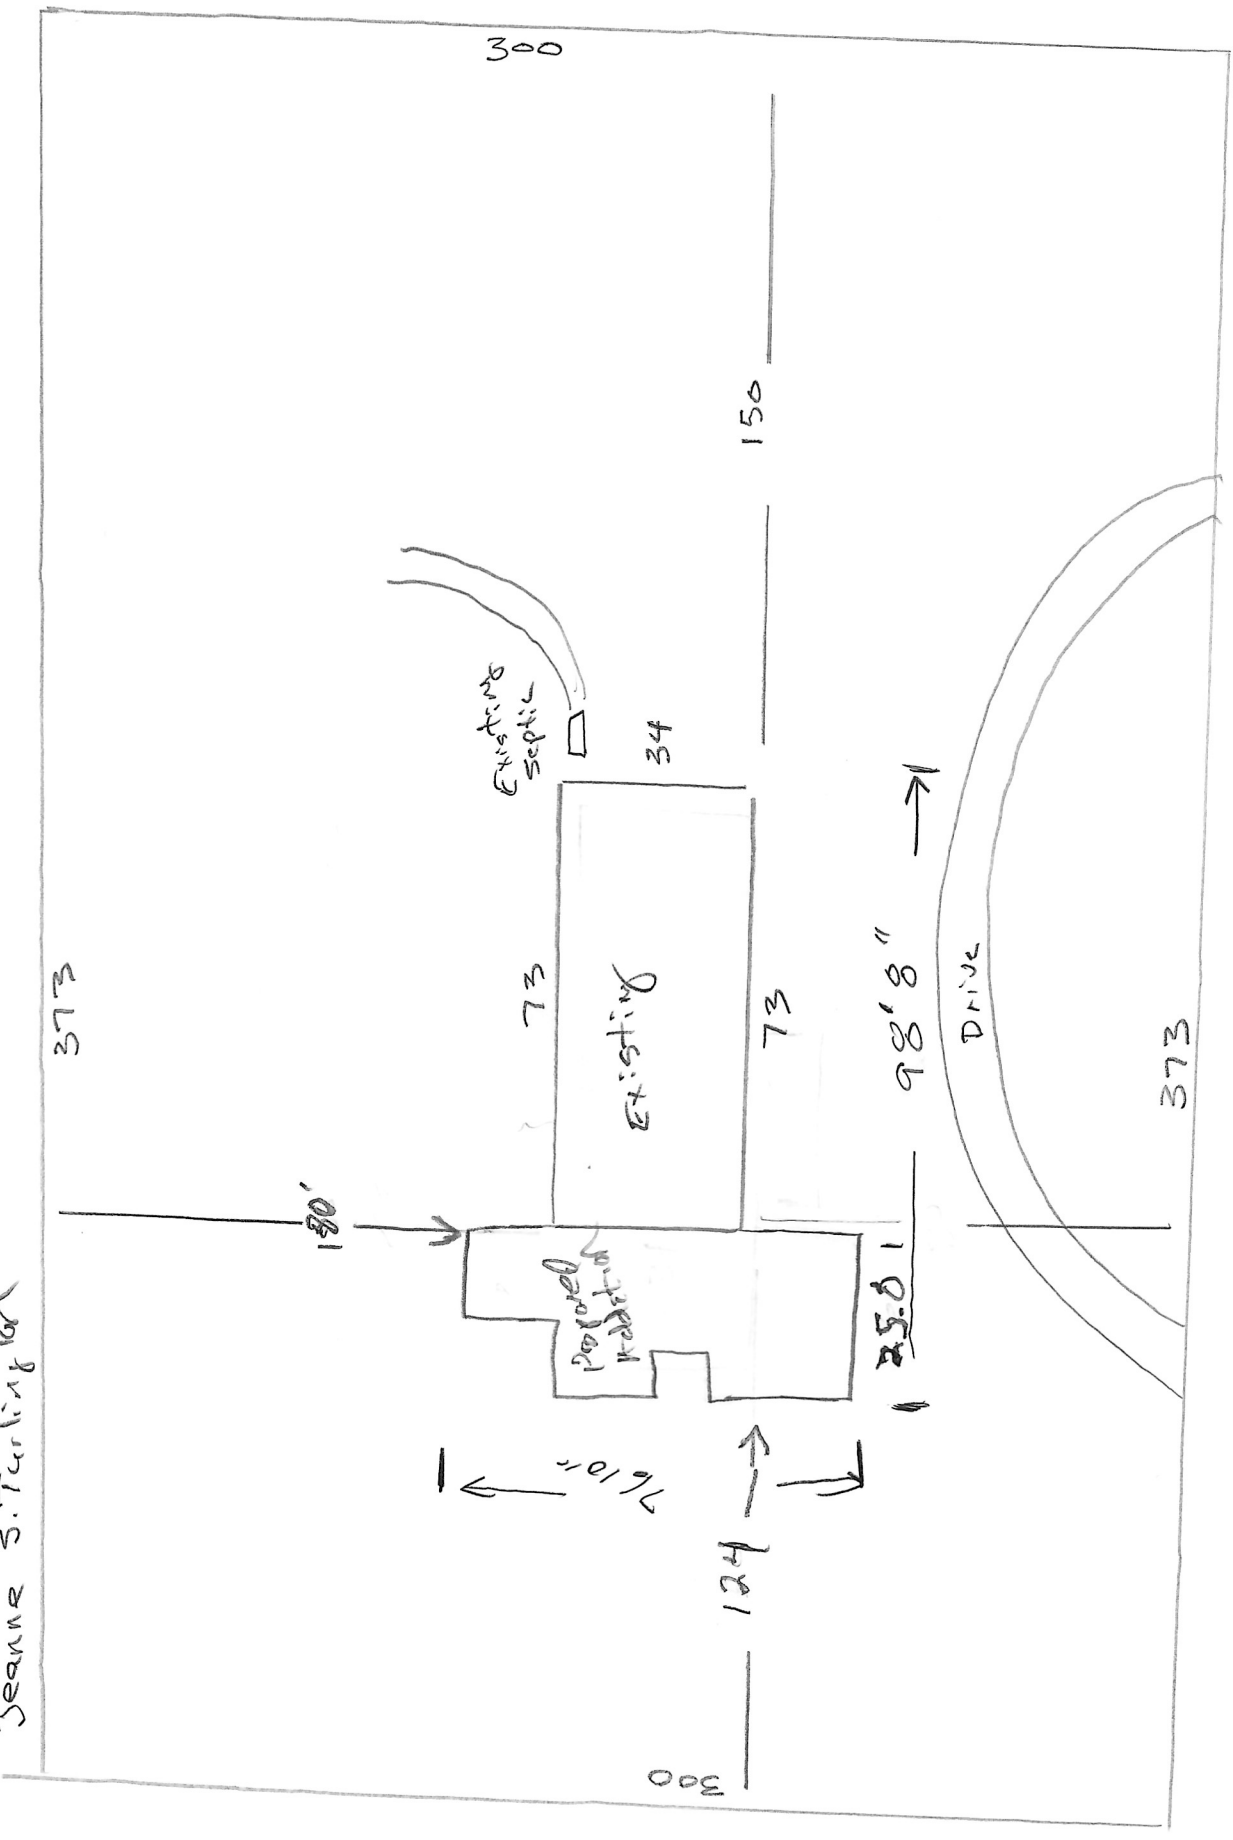 Jeanne S. Turlington
373
300
180'
Existing
Septic
73
34
Existing
Proposed
Addition
73
150
76'10"
124
25.0
98'8"
Drive
300
373